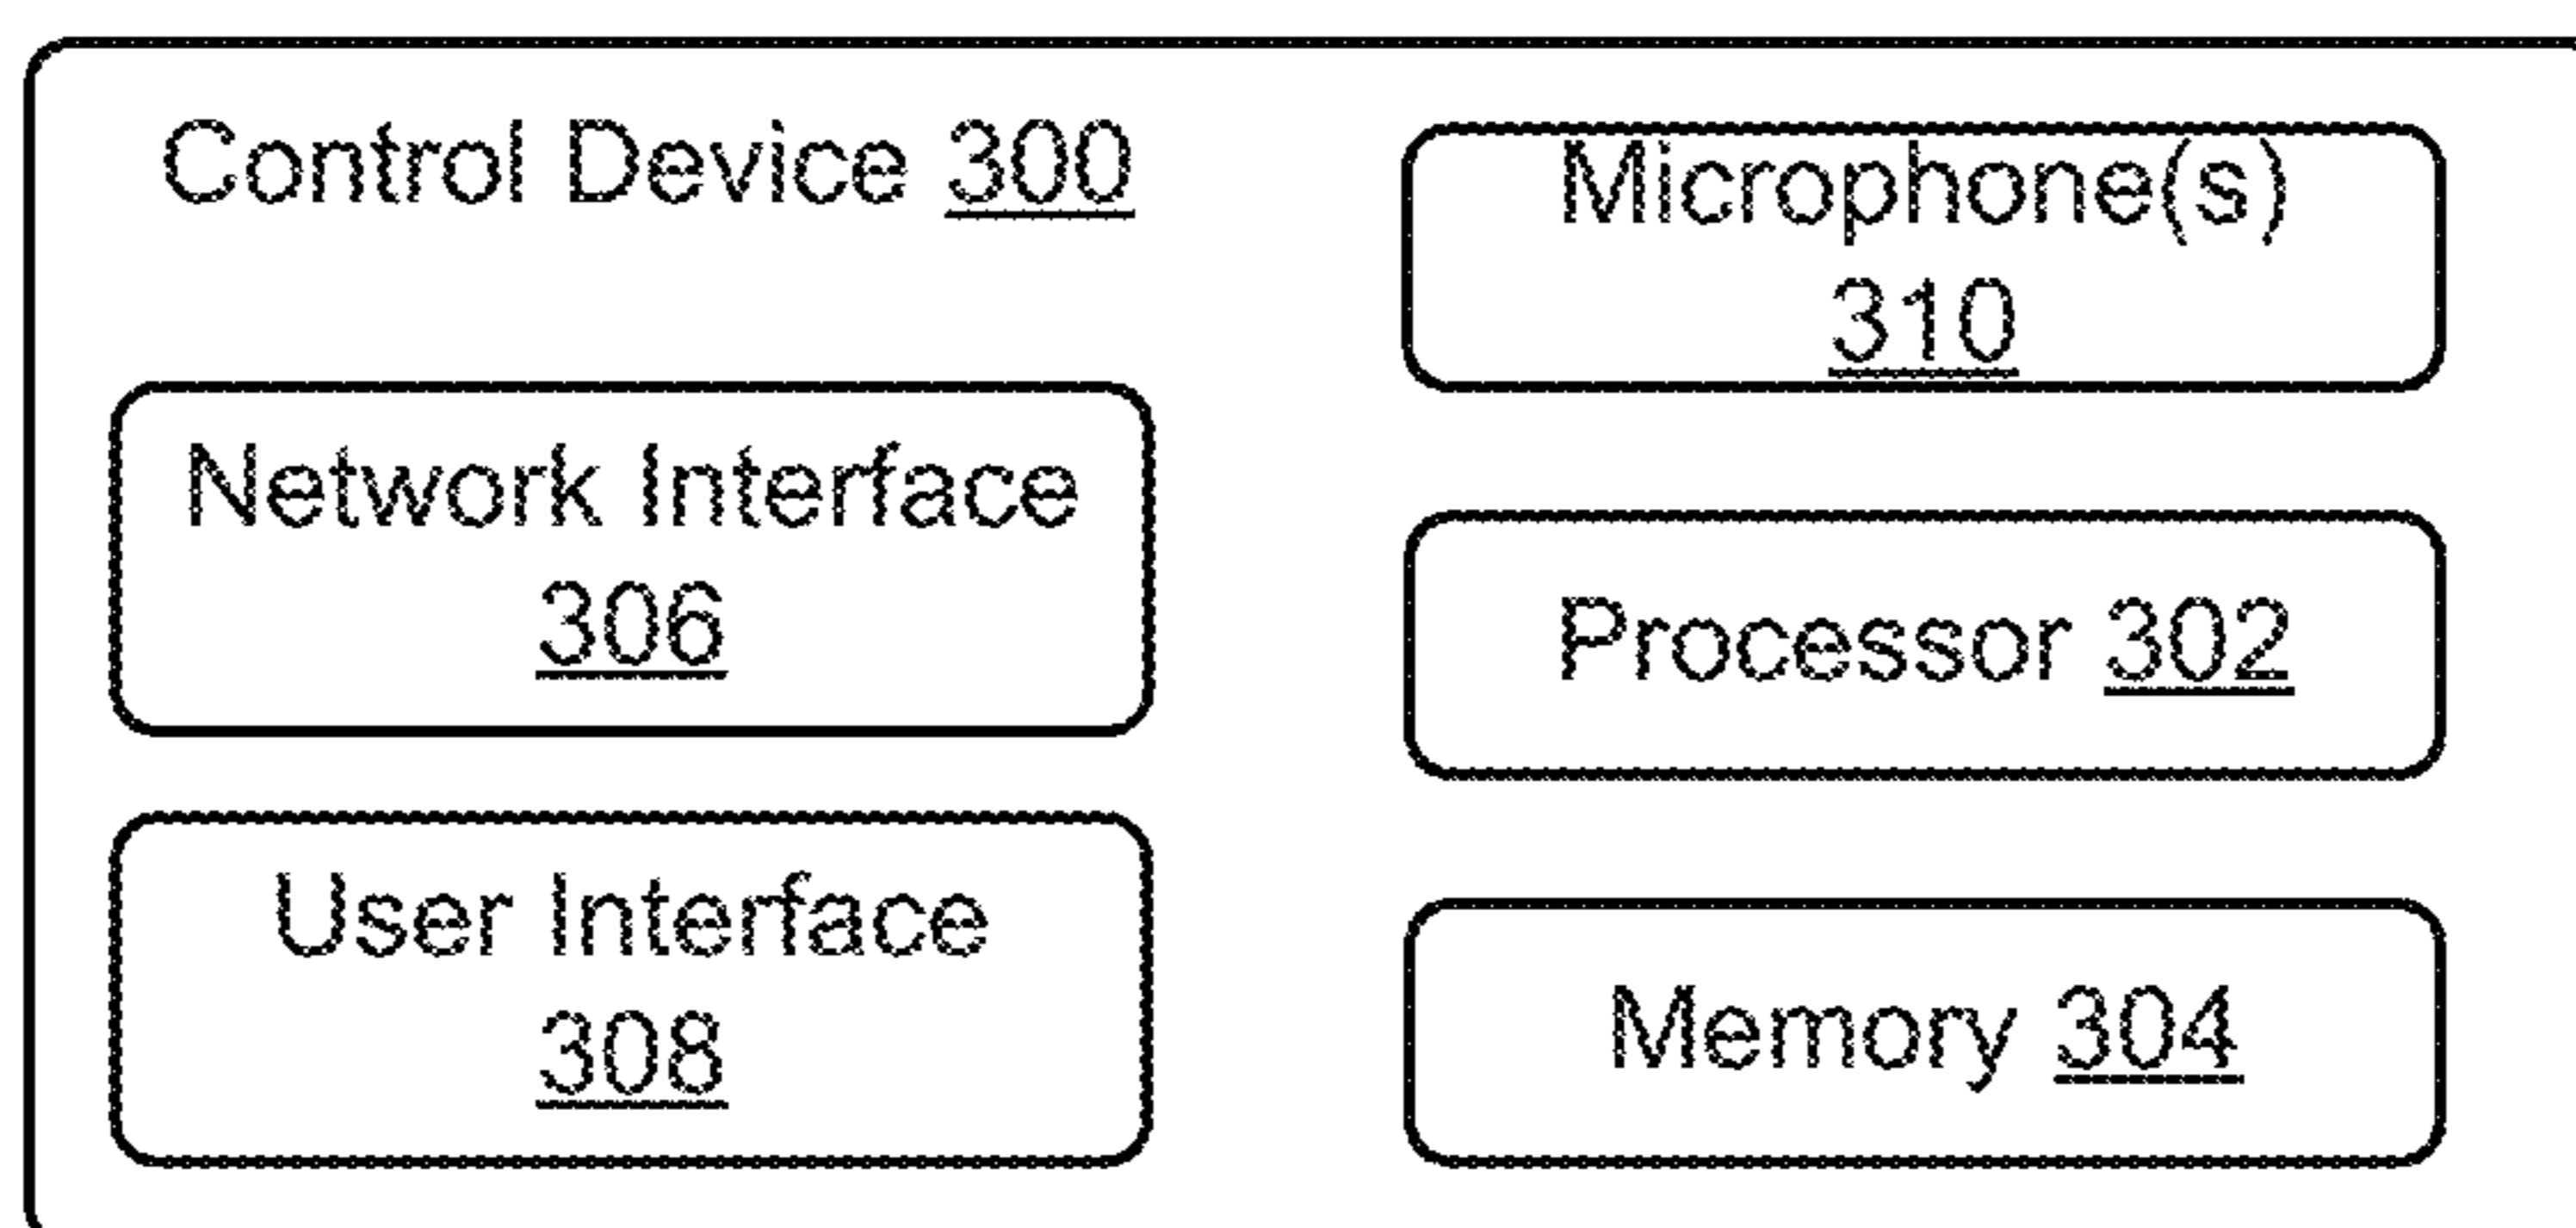 Control Device 300
Microphone(s)
310
Network Interface
306
Processor 302
User Interface
308
Memory 304